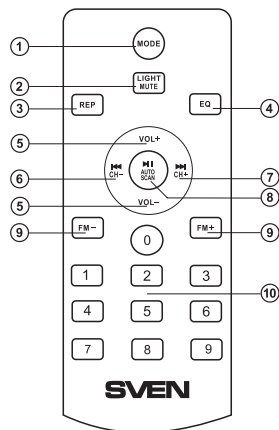 ① MODE
② LIGHT MUTE
③ REP
EQ ④
⑤ VOL+
⑥ ⏮ CH−
⏯ AUTO SCAN ⑧
⏭ CH+ ⑦
⑤ VOL−
⑨ FM−
0
FM+ ⑨
1 2 3
⑩
4 5 6
7 8 9
SVEN